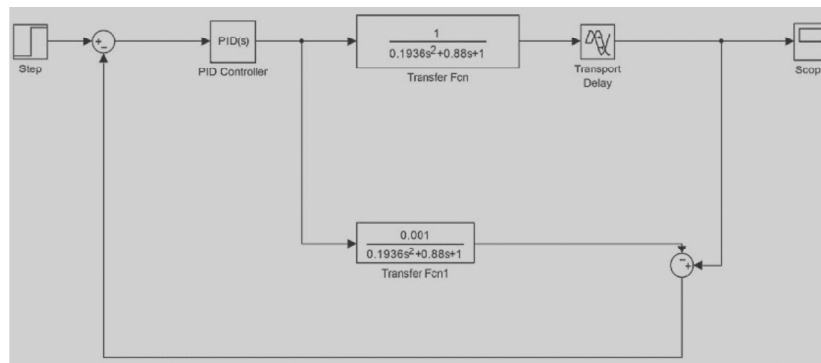 Step
+
−
PID(s)
PID Controller
1
0.1936s²+0.88s+1
Transfer Fcn
Transport
Delay
Scop
0.001
0.1936s²+0.88s+1
Transfer Fcn1
−
+